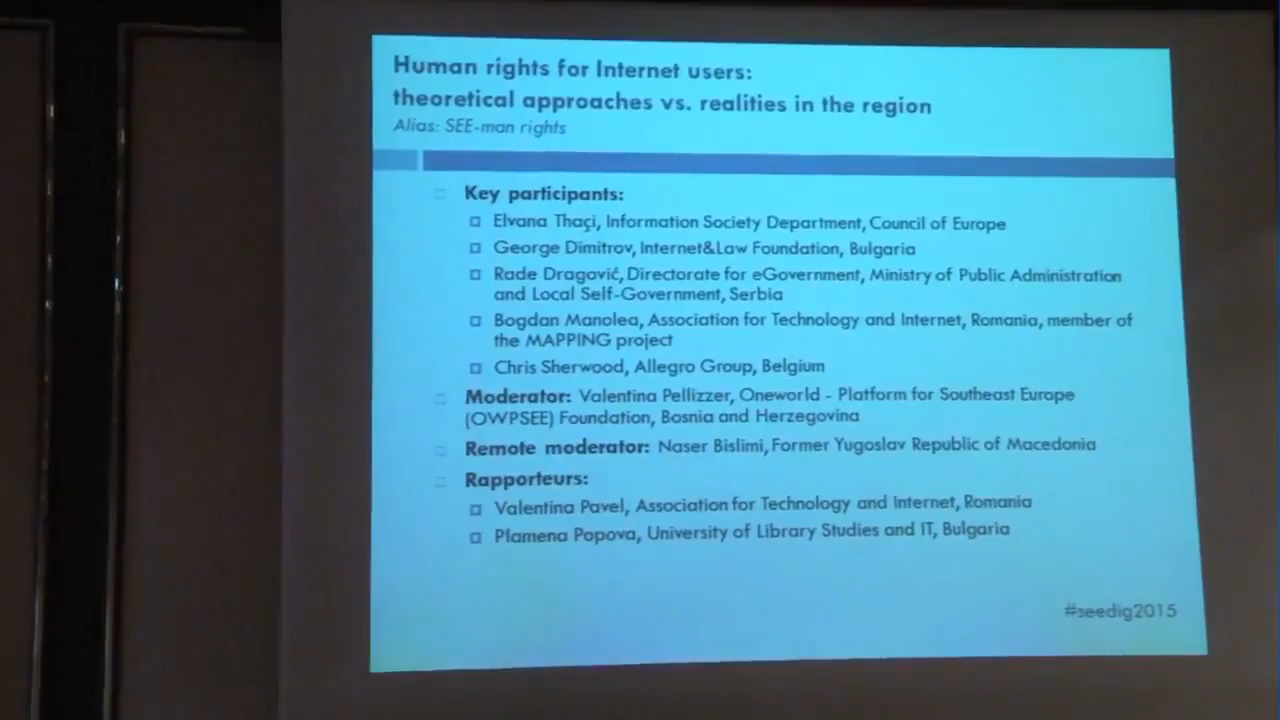 Human rights for Internet users:
theoretical approaches vs. realities in the region
Alias: SEE-man rights
Key participants:
Elvana Thaçi, Information Society Department, Council of Europe
George Dimitrov, Internet&Law Foundation, Bulgaria
Rade Dragović, Directorate for eGovernment, Ministry of Public Administration
and Local Self-Government, Serbia
Bogdan Manolea, Association for Technology and Internet, Romania, member of
the MAPPING project
Chris Sherwood, Allegro Group, Belgium
Moderator: Valentina Pellizzer, Oneworld - Platform for Southeast Europe
(OWPSEE) Foundation, Bosnia and Herzegovina
Remote moderator: Naser Bislimi, Former Yugoslav Republic of Macedonia
Rapporteurs:
Valentina Pavel, Association for Technology and Internet, Romania
Plamena Popova, University of Library Studies and IT, Bulgaria
#seedig2015